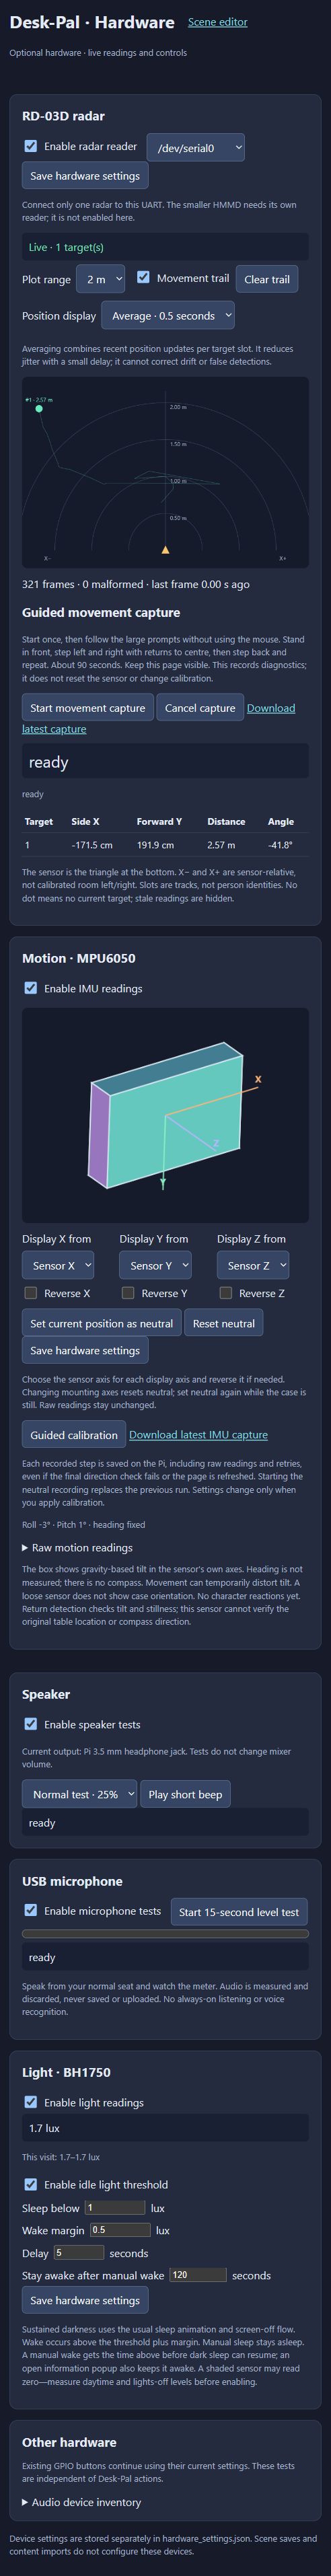 Desk-Pal · Hardware Scene editor
Optional hardware · live readings and controls
RD-03D radar
Enable radar reader /dev/serial0
Save hardware settings
Connect only one radar to this UART. The smaller HMMD needs its own
reader; it is not enabled here.
Live · 1 target(s)
Plot range 2 m Movement trail Clear trail
Position display Average · 0.5 seconds
Averaging combines recent position updates per target slot. It reduces
jitter with a small delay; it cannot correct drift or false detections.
#1 · 2.57 m
2.00 m
1.50 m
1.00 m
0.50 m
X− X+
321 frames · 0 malformed · last frame 0.00 s ago
Guided movement capture
Start once, then follow the large prompts without using the mouse. Stand
in front, step left and right with returns to centre, then step back and
repeat. About 90 seconds. Keep this page visible. This records diagnostics;
it does not reset the sensor or change calibration.
Start movement capture Cancel capture Download
latest capture
ready
ready
Target Side X Forward Y Distance Angle
1 -171.5 cm 191.9 cm 2.57 m -41.8°
The sensor is the triangle at the bottom. X− and X+ are sensor-relative,
not calibrated room left/right. Slots are tracks, not person identities. No
dot means no current target; stale readings are hidden.
Motion · MPU6050
Enable IMU readings
X
Z
Y
Display X from Display Y from Display Z from
Sensor X Sensor Y Sensor Z
Reverse X Reverse Y Reverse Z
Set current position as neutral Reset neutral
Save hardware settings
Choose the sensor axis for each display axis and reverse it if needed.
Changing mounting axes resets neutral; set neutral again while the case is
still. Raw readings stay unchanged.
Guided calibration Download latest IMU capture
Each recorded step is saved on the Pi, including raw readings and retries,
even if the final direction check fails or the page is refreshed. Starting the
neutral recording replaces the previous run. Settings change only when
you apply calibration.
Roll -3° · Pitch 1° · heading fixed
Raw motion readings
The box shows gravity-based tilt in the sensor's own axes. Heading is not
measured; there is no compass. Movement can temporarily distort tilt. A
loose sensor does not show case orientation. No character reactions yet.
Return detection checks tilt and stillness; this sensor cannot verify the
original table location or compass direction.
Speaker
Enable speaker tests
Current output: Pi 3.5 mm headphone jack. Tests do not change mixer
volume.
Normal test · 25% Play short beep
ready
USB microphone
Enable microphone tests Start 15-second level test
ready
Speak from your normal seat and watch the meter. Audio is measured and
discarded, never saved or uploaded. No always-on listening or voice
recognition.
Light · BH1750
Enable light readings
1.7 lux
This visit: 1.7–1.7 lux
Enable idle light threshold
Sleep below 1 lux
Wake margin 0.5 lux
Delay 5 seconds
Stay awake after manual wake 120 seconds
Save hardware settings
Sustained darkness uses the usual sleep animation and screen-off flow.
Wake occurs above the threshold plus margin. Manual sleep stays asleep.
A manual wake gets the time above before dark sleep can resume; an
open information popup also keeps it awake. A shaded sensor may read
zero—measure daytime and lights-off levels before enabling.
Other hardware
Existing GPIO buttons continue using their current settings. These tests
are independent of Desk-Pal actions.
Audio device inventory
Device settings are stored separately in hardware_settings.json. Scene saves and
content imports do not configure these devices.